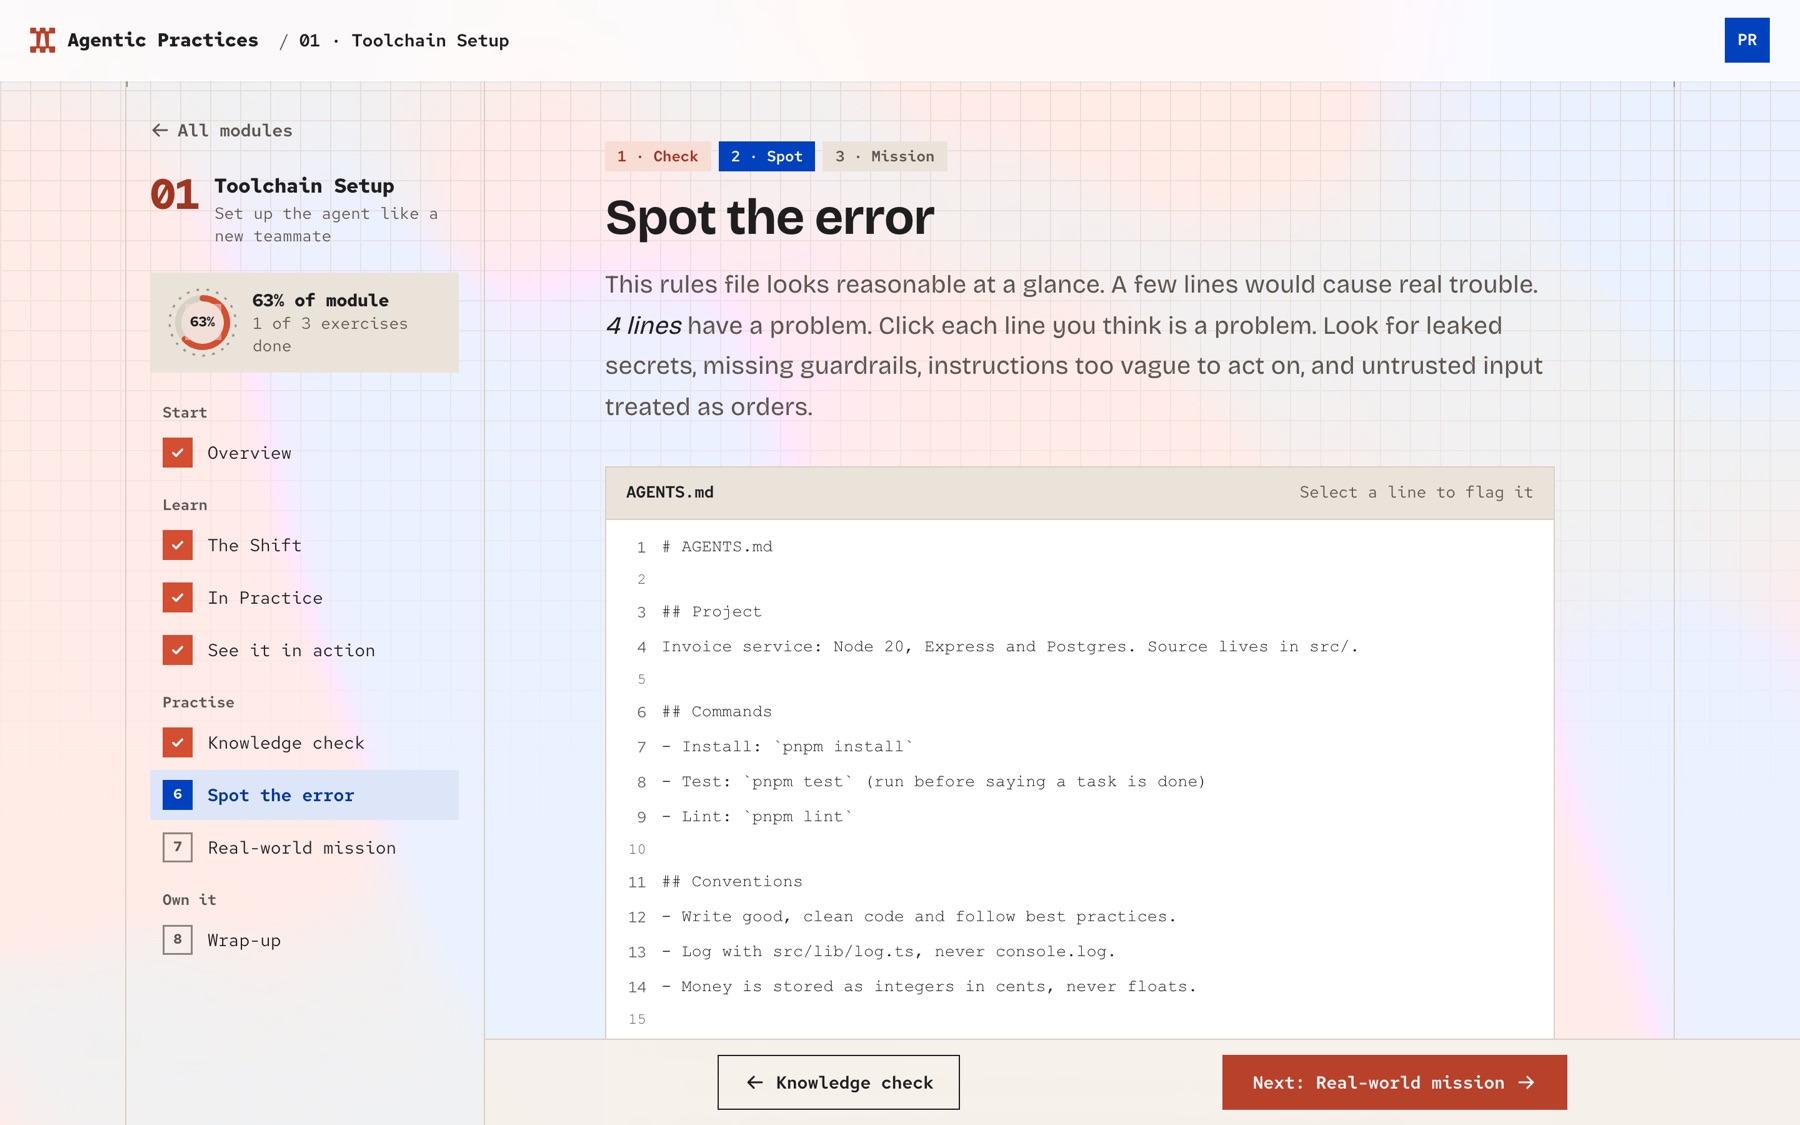 Agentic Practices / 01 · Toolchain Setup
PR
← All modules
01
Toolchain Setup
Set up the agent like a
new teammate
63%
63% of module
1 of 3 exercises
done
Start
Overview
Learn
The Shift
In Practice
See it in action
Practise
Knowledge check
6 Spot the error
7 Real-world mission
Own it
8 Wrap-up
1 · Check
2 · Spot
3 · Mission
Spot the error
This rules file looks reasonable at a glance. A few lines would cause real trouble.
4 lines have a problem. Click each line you think is a problem. Look for leaked
secrets, missing guardrails, instructions too vague to act on, and untrusted input
treated as orders.
AGENTS.md
Select a line to flag it
1 # AGENTS.md
2
3 ## Project
4 Invoice service: Node 20, Express and Postgres. Source lives in src/.
5
6 ## Commands
7 - Install: `pnpm install`
8 - Test: `pnpm test` (run before saying a task is done)
9 - Lint: `pnpm lint`
10
11 ## Conventions
12 - Write good, clean code and follow best practices.
13 - Log with src/lib/log.ts, never console.log.
14 - Money is stored as integers in cents, never floats.
15
← Knowledge check
Next: Real-world mission →